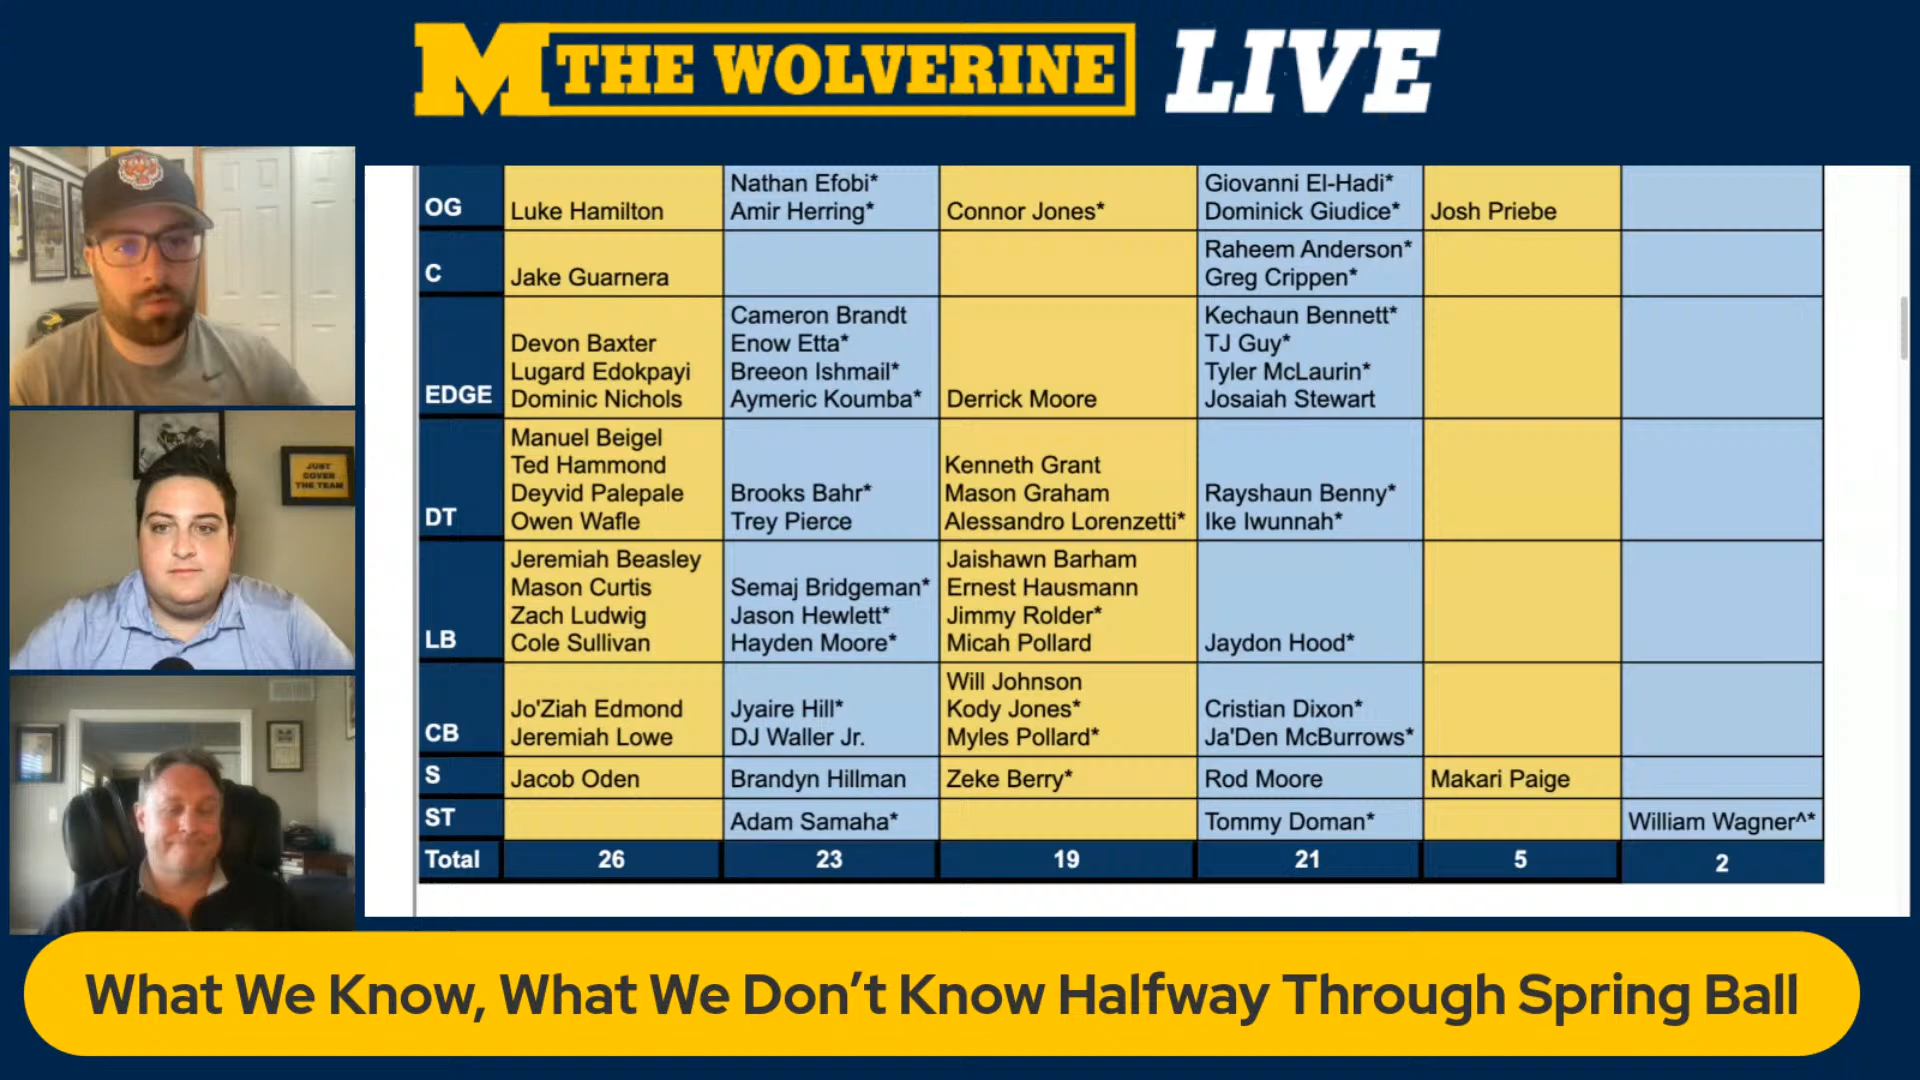 M THE WOLVERINE LIVE
OG
Luke Hamilton
Nathan Efobi*
Amir Herring*
Connor Jones*
Giovanni El-Hadi*
Dominick Giudice*
Josh Priebe
C
Jake Guarnera
Raheem Anderson*
Greg Crippen*
EDGE
Devon Baxter
Lugard Edokpayi
Dominic Nichols
Cameron Brandt
Enow Etta*
Breeon Ishmail*
Aymeric Koumba*
Derrick Moore
Kechaun Bennett*
TJ Guy*
Tyler McLaurin*
Josaiah Stewart
DT
Manuel Beigel
Ted Hammond
Deyvid Palepale
Owen Wafle
Brooks Bahr*
Trey Pierce
Kenneth Grant
Mason Graham
Alessandro Lorenzetti*
Rayshaun Benny*
Ike Iwunnah*
LB
Jeremiah Beasley
Mason Curtis
Zach Ludwig
Cole Sullivan
Semaj Bridgeman*
Jason Hewlett*
Hayden Moore*
Jaishawn Barham
Ernest Hausmann
Jimmy Rolder*
Micah Pollard
Jaydon Hood*
CB
Jo'Ziah Edmond
Jeremiah Lowe
Jyaire Hill*
DJ Waller Jr.
Will Johnson
Kody Jones*
Myles Pollard*
Cristian Dixon*
Ja'Den McBurrows*
S
Jacob Oden
Brandyn Hillman
Zeke Berry*
Rod Moore
Makari Paige
ST
Adam Samaha*
Tommy Doman*
William Wagner^*
Total
26
23
19
21
5
2
JUST
COVER
THE TEAM
What We Know, What We Don’t Know Halfway Through Spring Ball